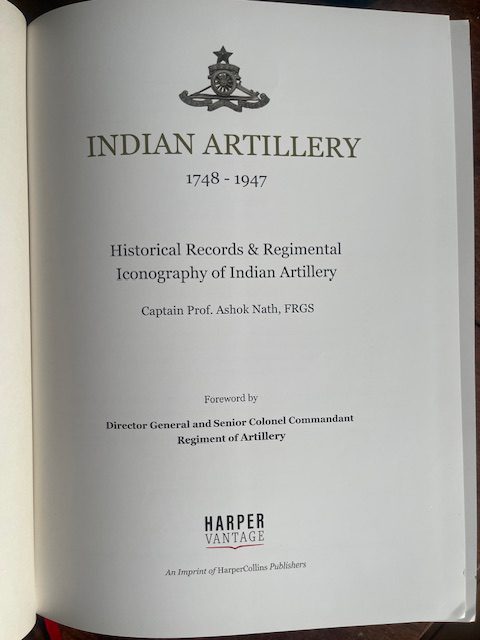 INDIAN ARTILLERY
1748 - 1947
Historical Records & Regimental
Iconography of Indian Artillery
Captain Prof. Ashok Nath, FRGS
Foreword by
Director General and Senior Colonel Commandant
Regiment of Artillery
HARPER
VANTAGE
An Imprint of HarperCollins Publishers